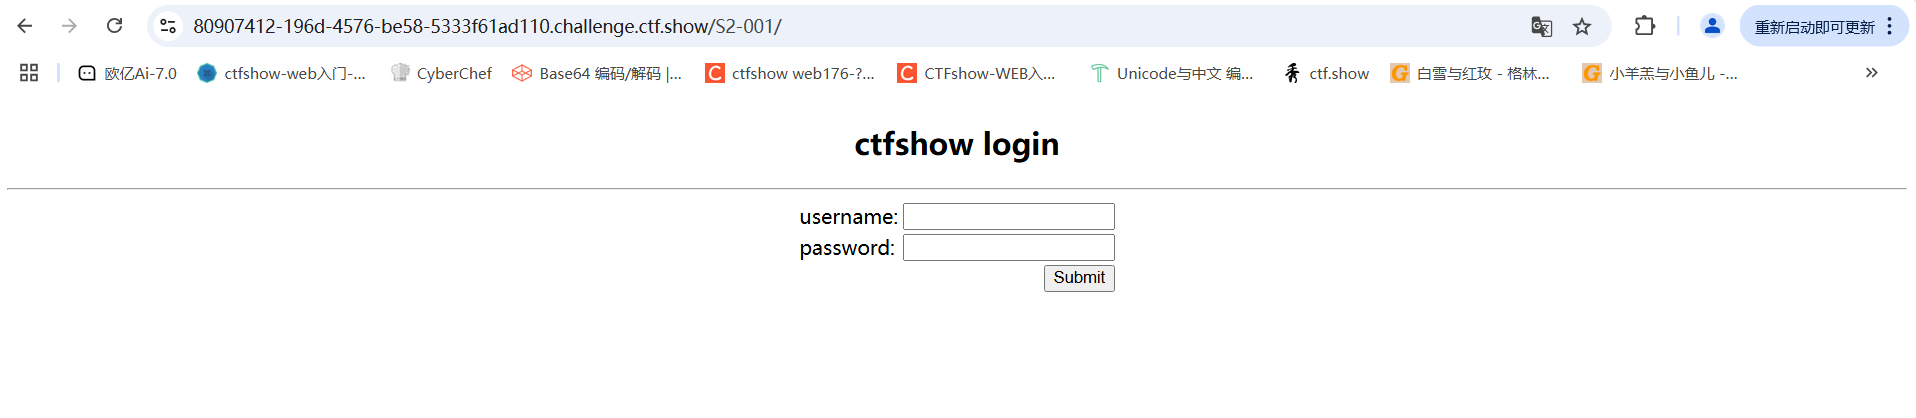 80907412-196d-4576-be58-5333f61ad110.challenge.ctf.show/S2-001/
重新启动即可更新
欧亿Ai-7.0 ctfshow-web入门-... CyberChef Base64 编码/解码 |... ctfshow web176-?... CTFshow-WEB入... Unicode与中文 编... ctf.show 白雪与红玫 - 格林... 小羊羔与小鱼儿 -...
ctfshow login
username:
password:
Submit